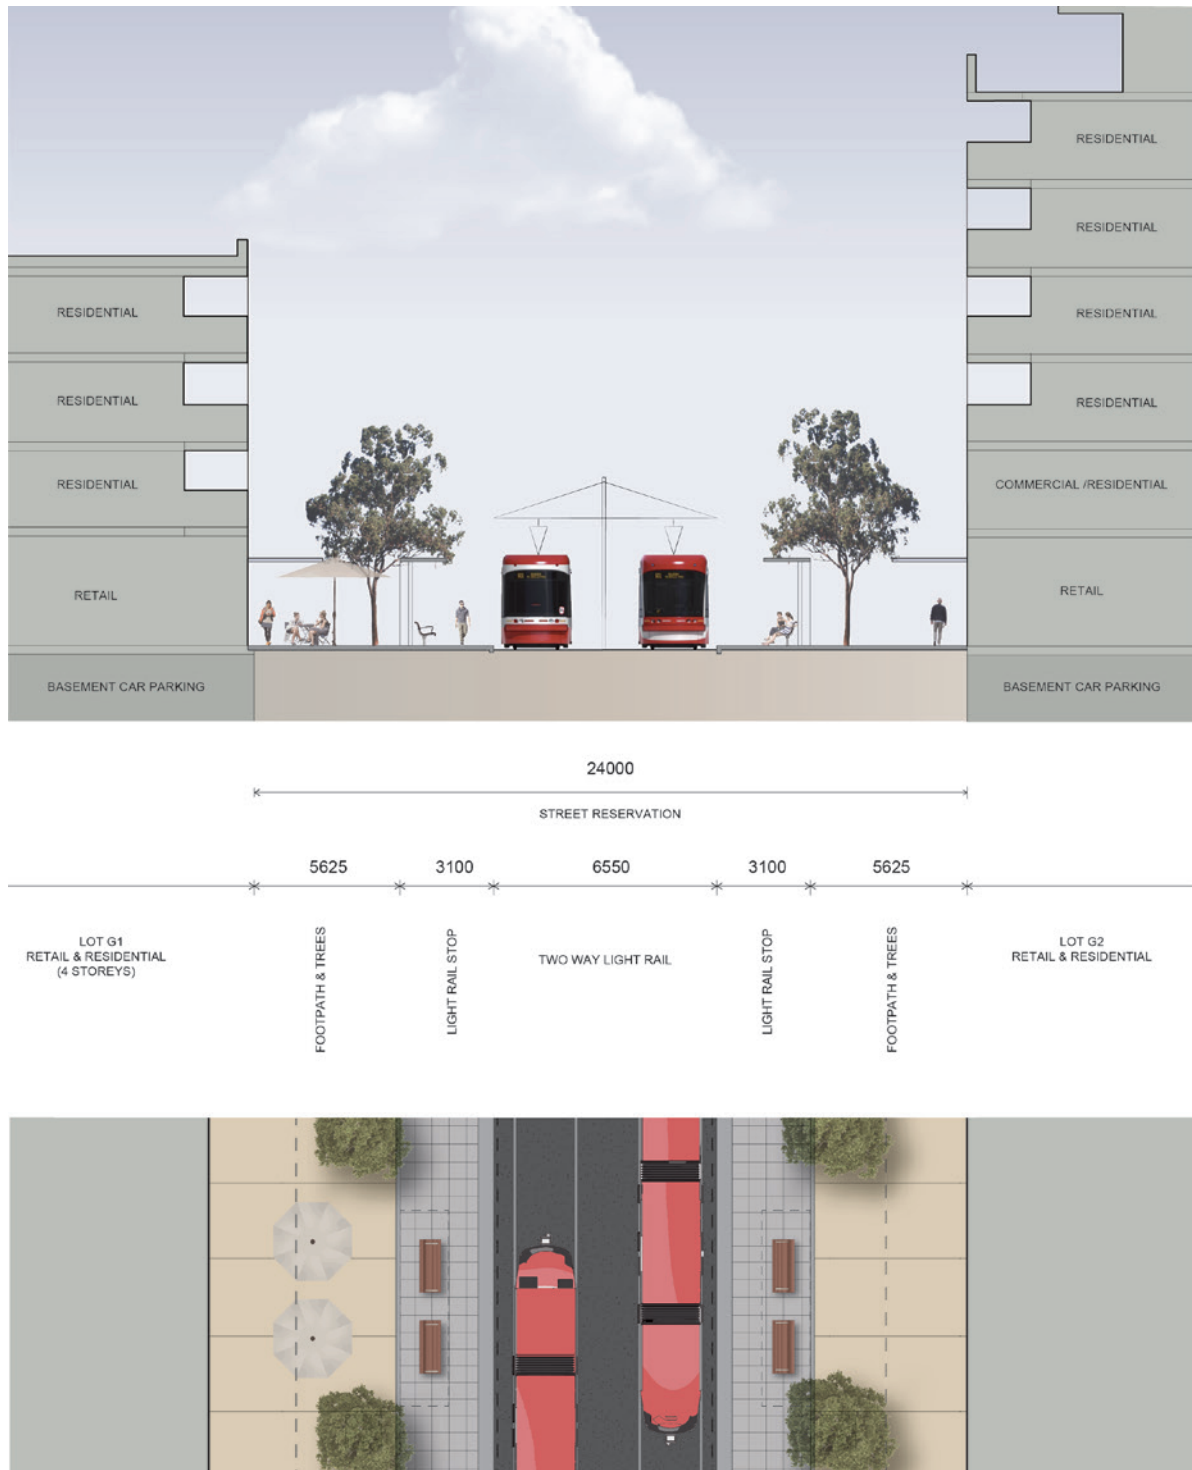 RESIDENTIAL
RESIDENTIAL
RESIDENTIAL
RESIDENTIAL
RESIDENTIAL
RESIDENTIAL
RESIDENTIAL
COMMERCIAL /RESIDENTIAL
RETAIL
RETAIL
BASEMENT CAR PARKING
BASEMENT CAR PARKING
24000
STREET RESERVATION
5625
3100
6550
3100
5625
LOT G1
RETAIL & RESIDENTIAL
(4 STOREYS)
FOOTPATH & TREES
LIGHT RAIL STOP
TWO WAY LIGHT RAIL
LIGHT RAIL STOP
FOOTPATH & TREES
LOT G2
RETAIL & RESIDENTIAL